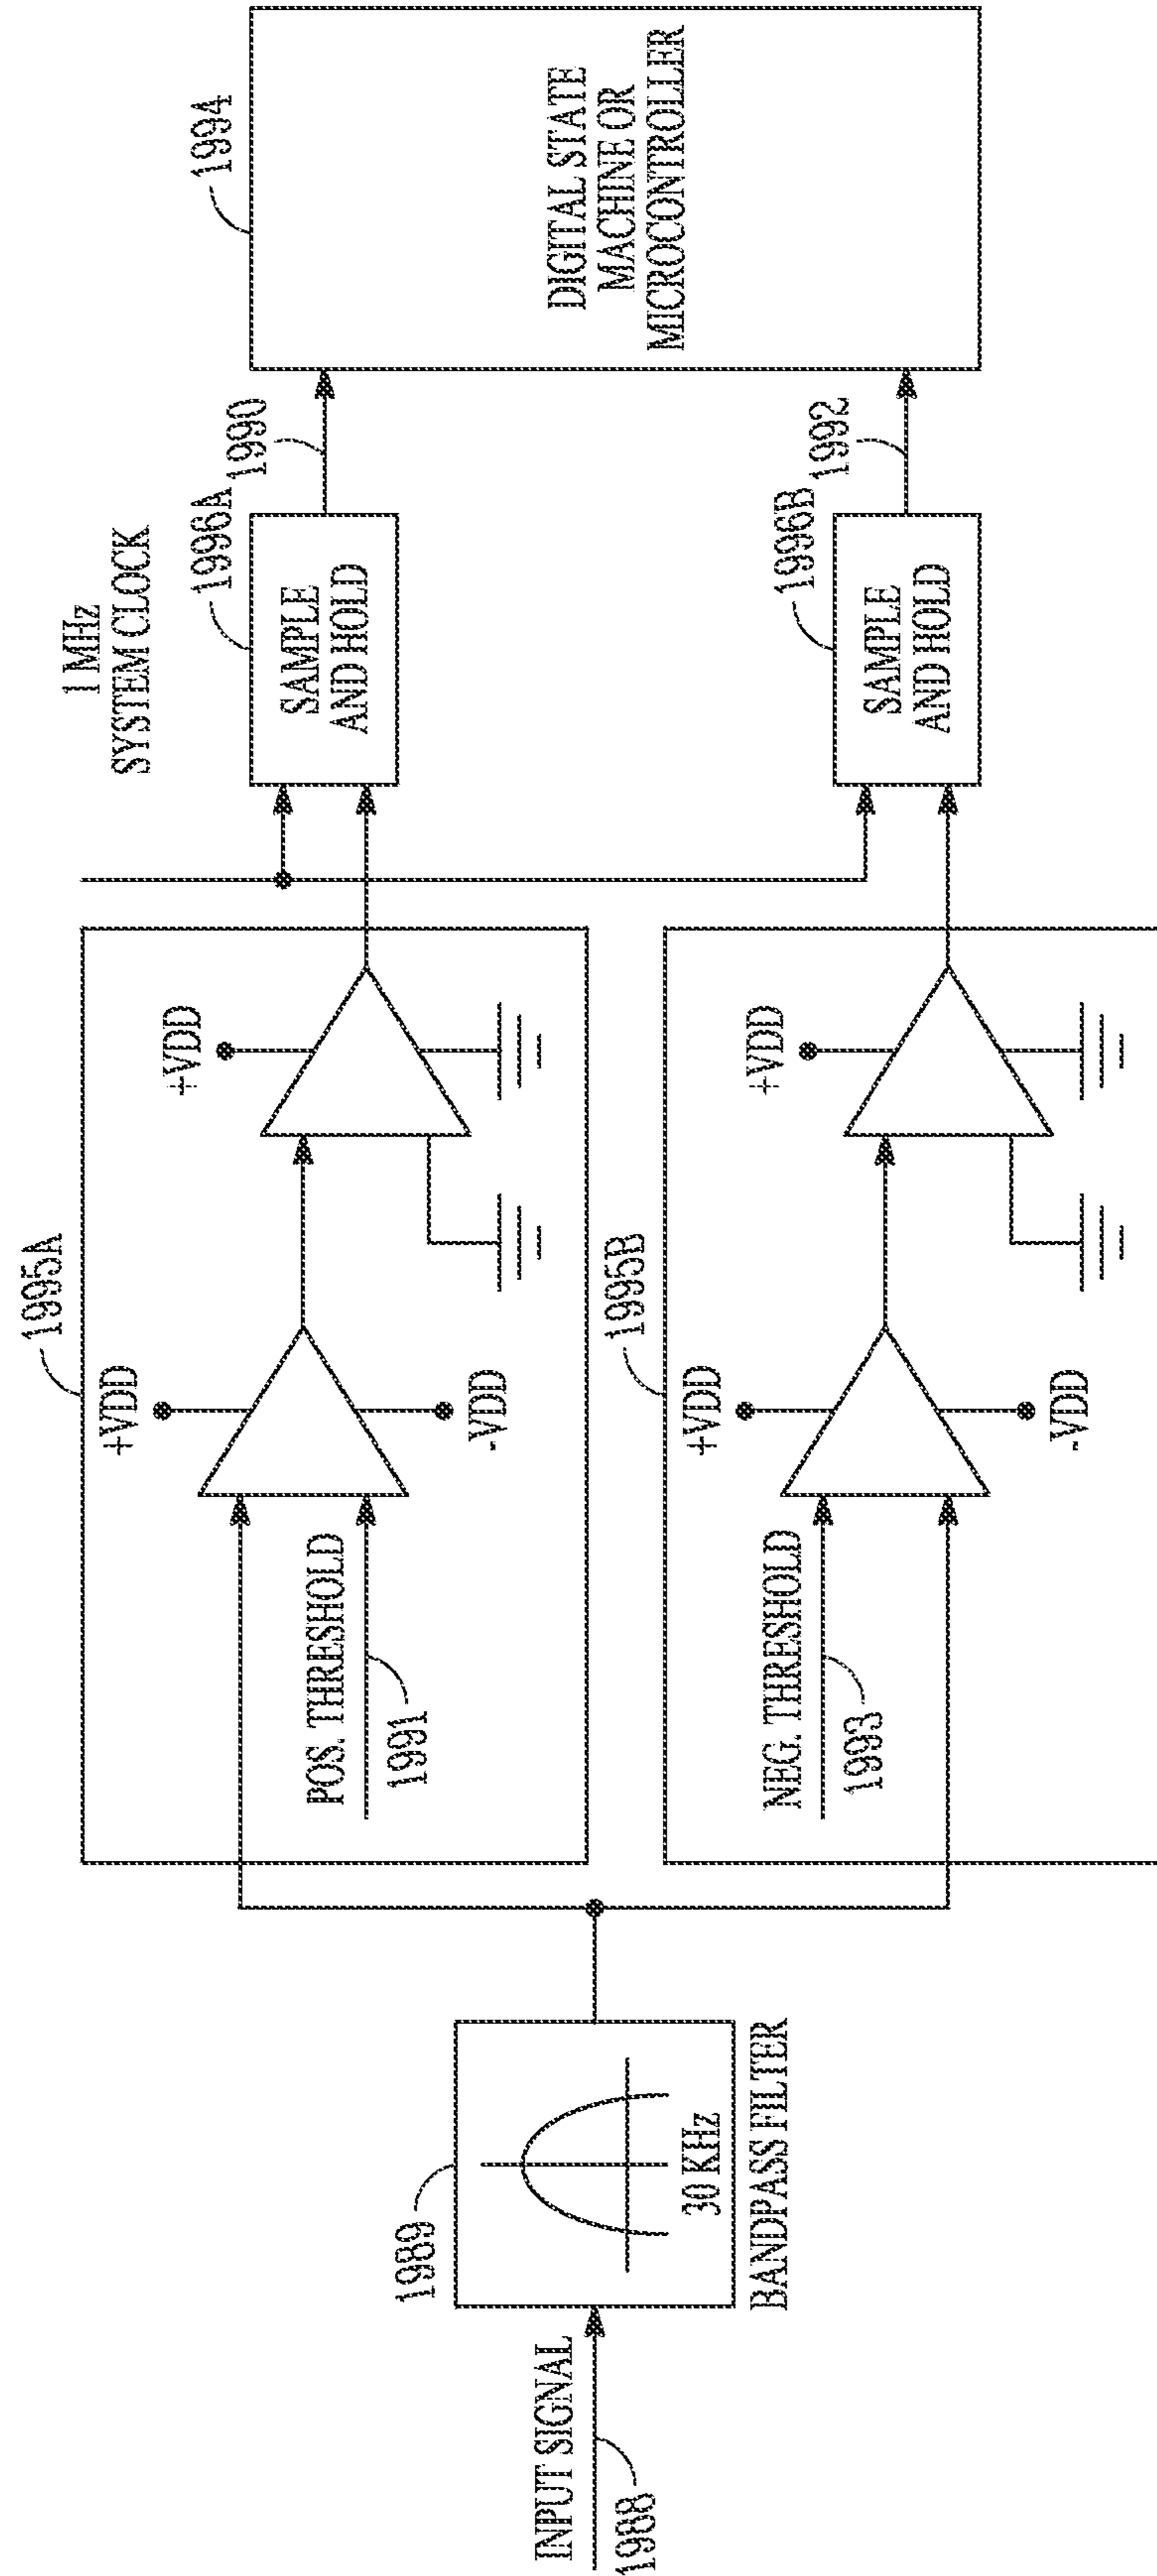 INPUT SIGNAL
1988
1989
30 KHz
BANDPASS FILTER
1995A
+VDD
-VDD
POS. THRESHOLD
1991
+VDD
1995B
+VDD
-VDD
NEG. THRESHOLD
1993
+VDD
1 MHz
SYSTEM CLOCK
1996A
SAMPLE
AND HOLD
1990
1996B
SAMPLE
AND HOLD
1992
1994
DIGITAL STATE
MACHINE OR
MICROCONTROLLER